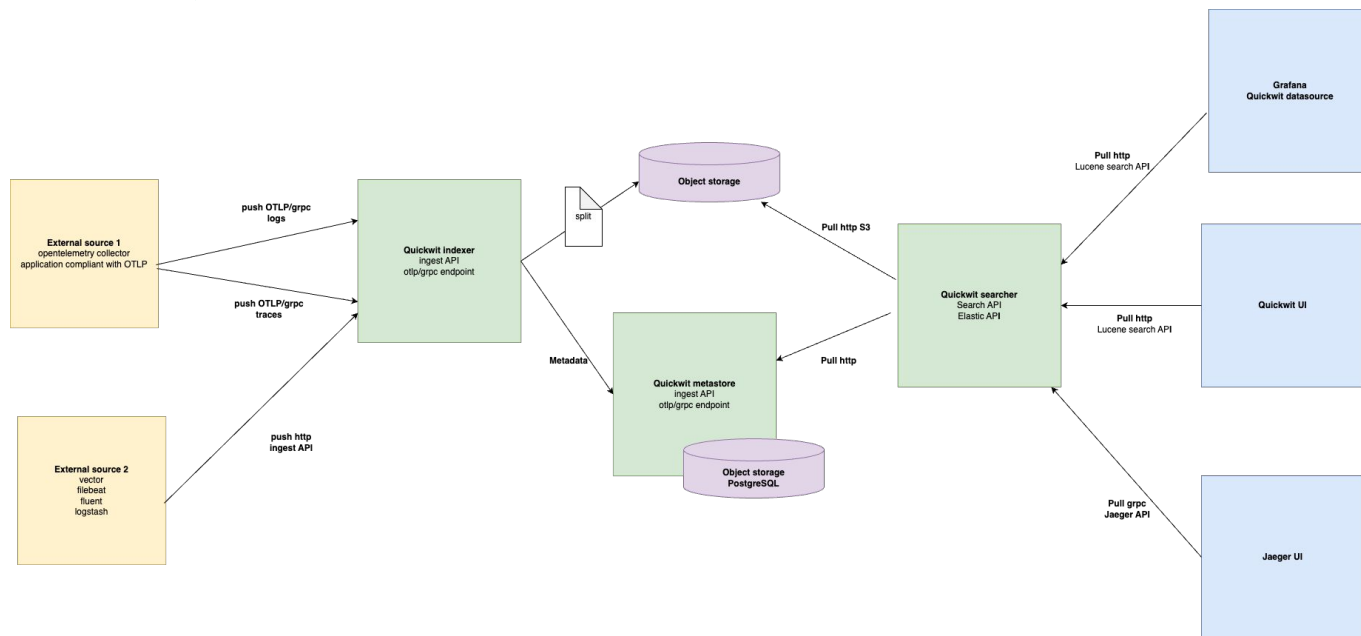 External source 1
opentelemetry collector
application compliant with OTLP
External source 2
vector
filebeat
fluent
logstash
push OTLP/grpc
logs
push OTLP/grpc
traces
push http
ingest API
Quickwit indexer
ingest API
otlp/grpc endpoint
split
Metadata
Object storage
Quickwit metastore
ingest API
otlp/grpc endpoint
Object storage
PostgreSQL
Pull http S3
Pull http
Quickwit searcher
Search API
Elastic API
Pull http
Lucene search API
Pull http
Lucene search API
Pull grpc
Jaeger API
Grafana
Quickwit datasource
Quickwit UI
Jaeger UI